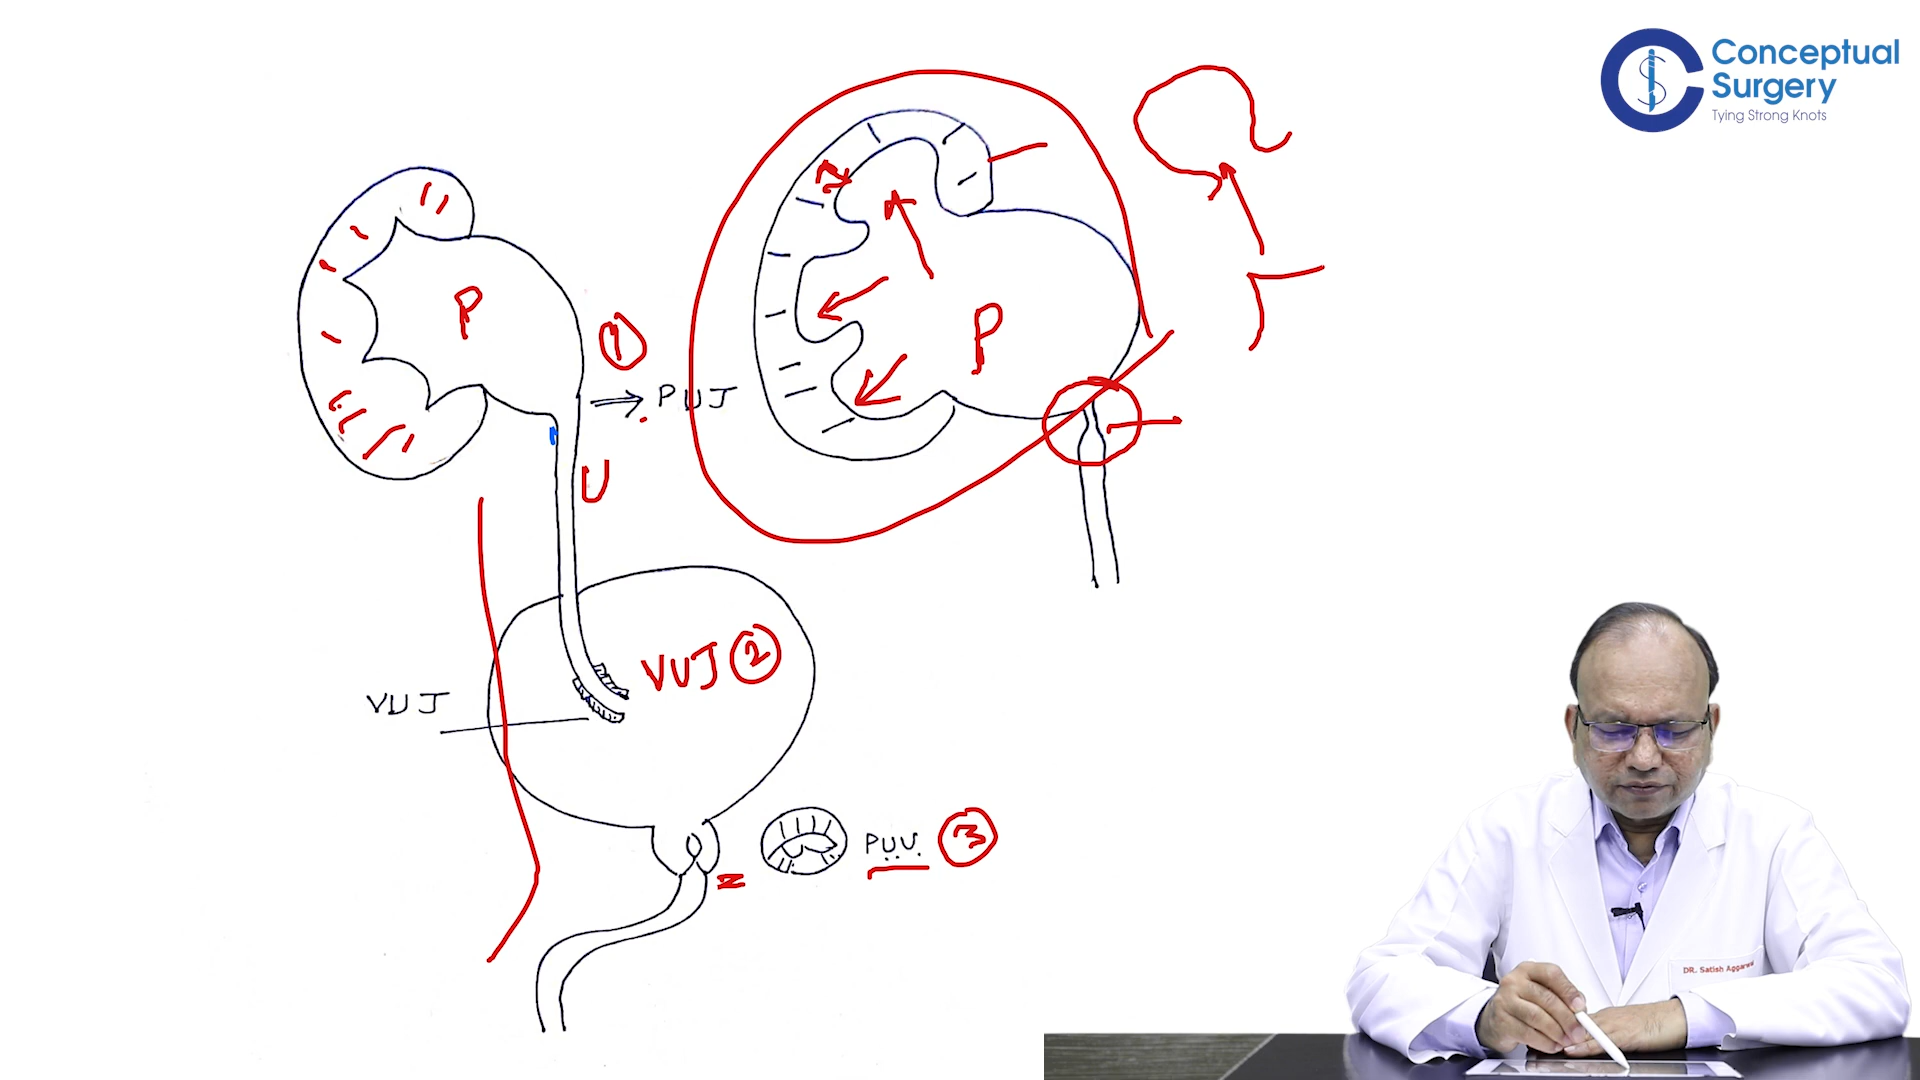 Conceptual
Surgery
Tying Strong Knots
P
P
1
PUJ
U
VUJ 2
VUJ
PUV 3
DR. Satish Aggarwal